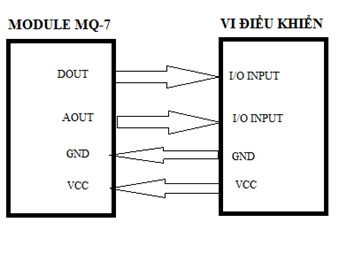 MODULE MQ-7
VI ĐIỀU KHIỂN
DOUT
I/O INPUT
AOUT
I/O INPUT
GND
GND
VCC
VCC